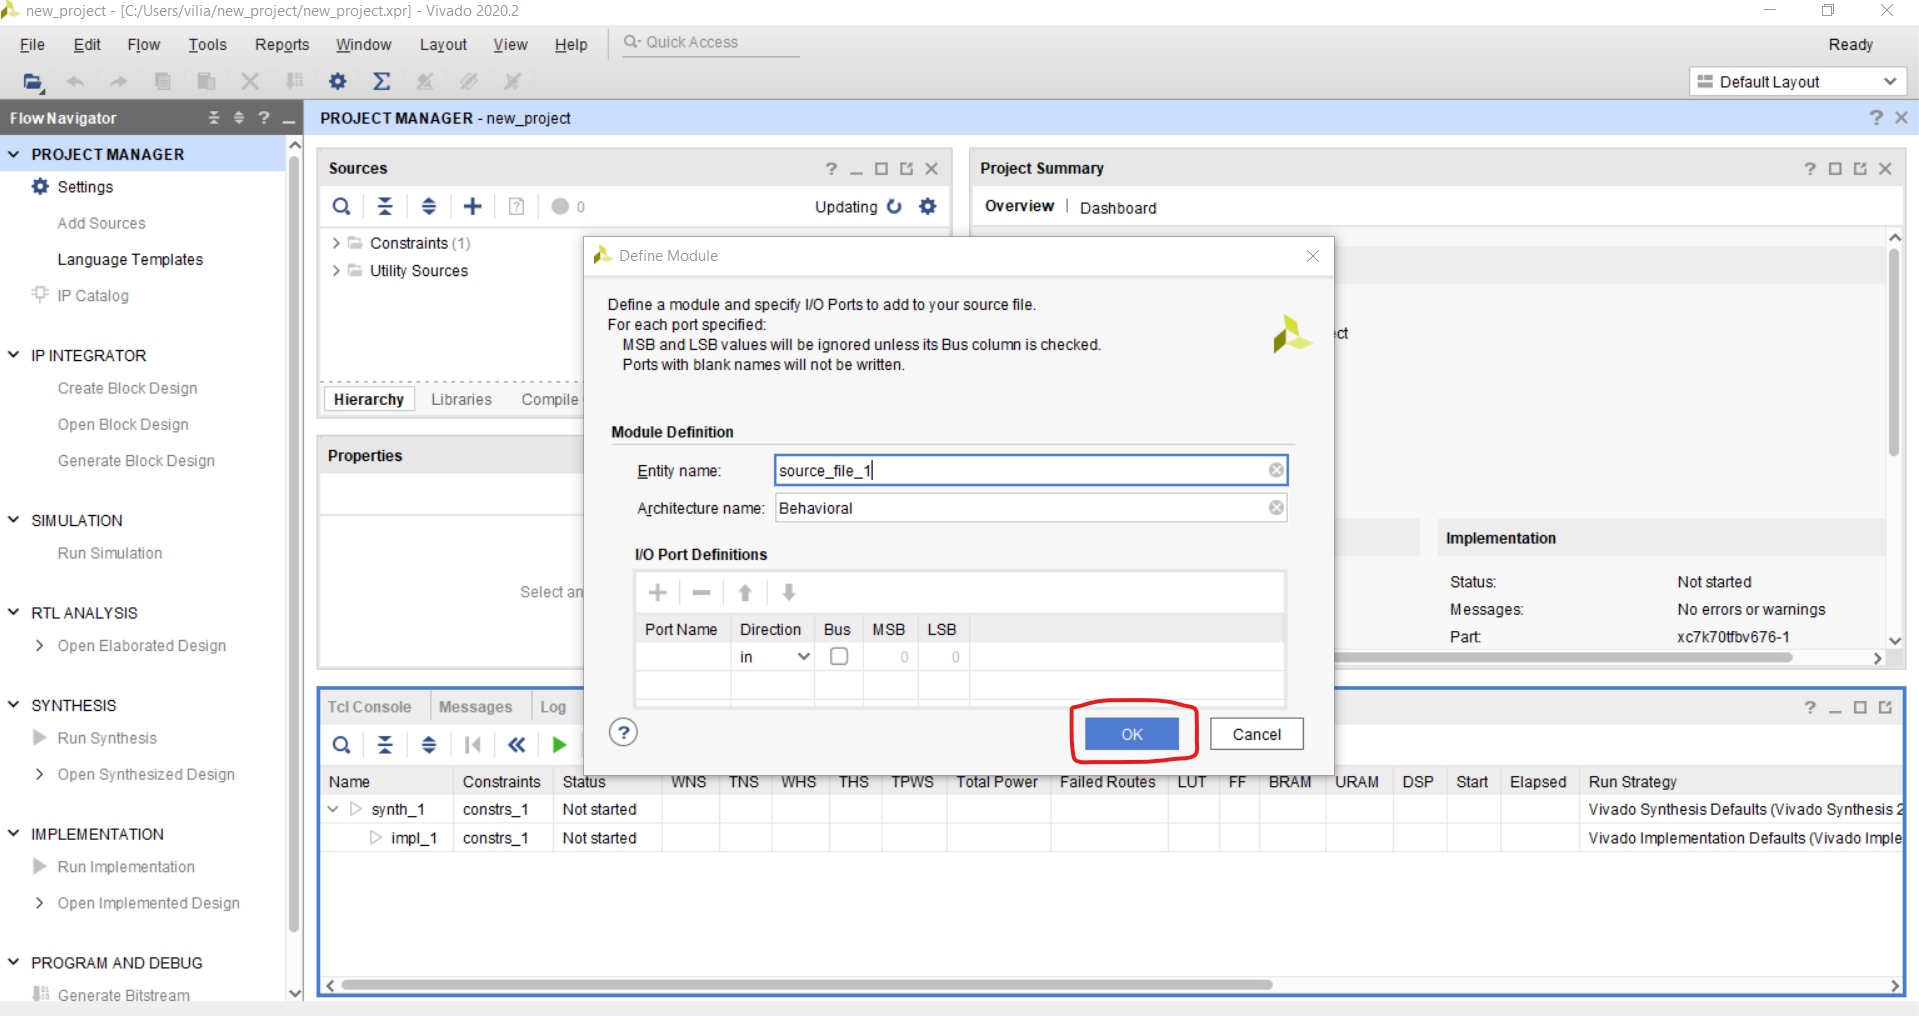 new_project - [C:/Users/vilia/new_project/new_project.xpr] - Vivado 2020.2
File Edit Flow Tools Reports Window Layout View Help Quick Access Ready
Default Layout
Flow Navigator
PROJECT MANAGER - new_project
PROJECT MANAGER
Settings
Add Sources
Language Templates
IP Catalog
IP INTEGRATOR
Create Block Design
Open Block Design
Generate Block Design
SIMULATION
Run Simulation
RTL ANALYSIS
Open Elaborated Design
SYNTHESIS
Run Synthesis
Open Synthesized Design
IMPLEMENTATION
Run Implementation
Open Implemented Design
PROGRAM AND DEBUG
Generate Bitstream
Sources
0 Updating
Constraints (1)
Utility Sources
Hierarchy Libraries Compile
Properties
Select an
Project Summary
Overview | Dashboard
ect
Implementation
Status: Not started
Messages: No errors or warnings
Part: xc7k70tfbv676-1
Define Module
Define a module and specify I/O Ports to add to your source file.
For each port specified:
MSB and LSB values will be ignored unless its Bus column is checked.
Ports with blank names will not be written.
Module Definition
Entity name: source_file_1
Architecture name: Behavioral
I/O Port Definitions
Port Name Direction Bus MSB LSB
in 0 0
? OK Cancel
Tcl Console Messages Log
Name Constraints Status WNS TNS WHS THS TPWS Total Power Failed Routes LUT FF BRAM URAM DSP Start Elapsed Run Strategy
synth_1 constrs_1 Not started Vivado Synthesis Defaults (Vivado Synthesis 2
impl_1 constrs_1 Not started Vivado Implementation Defaults (Vivado Imple